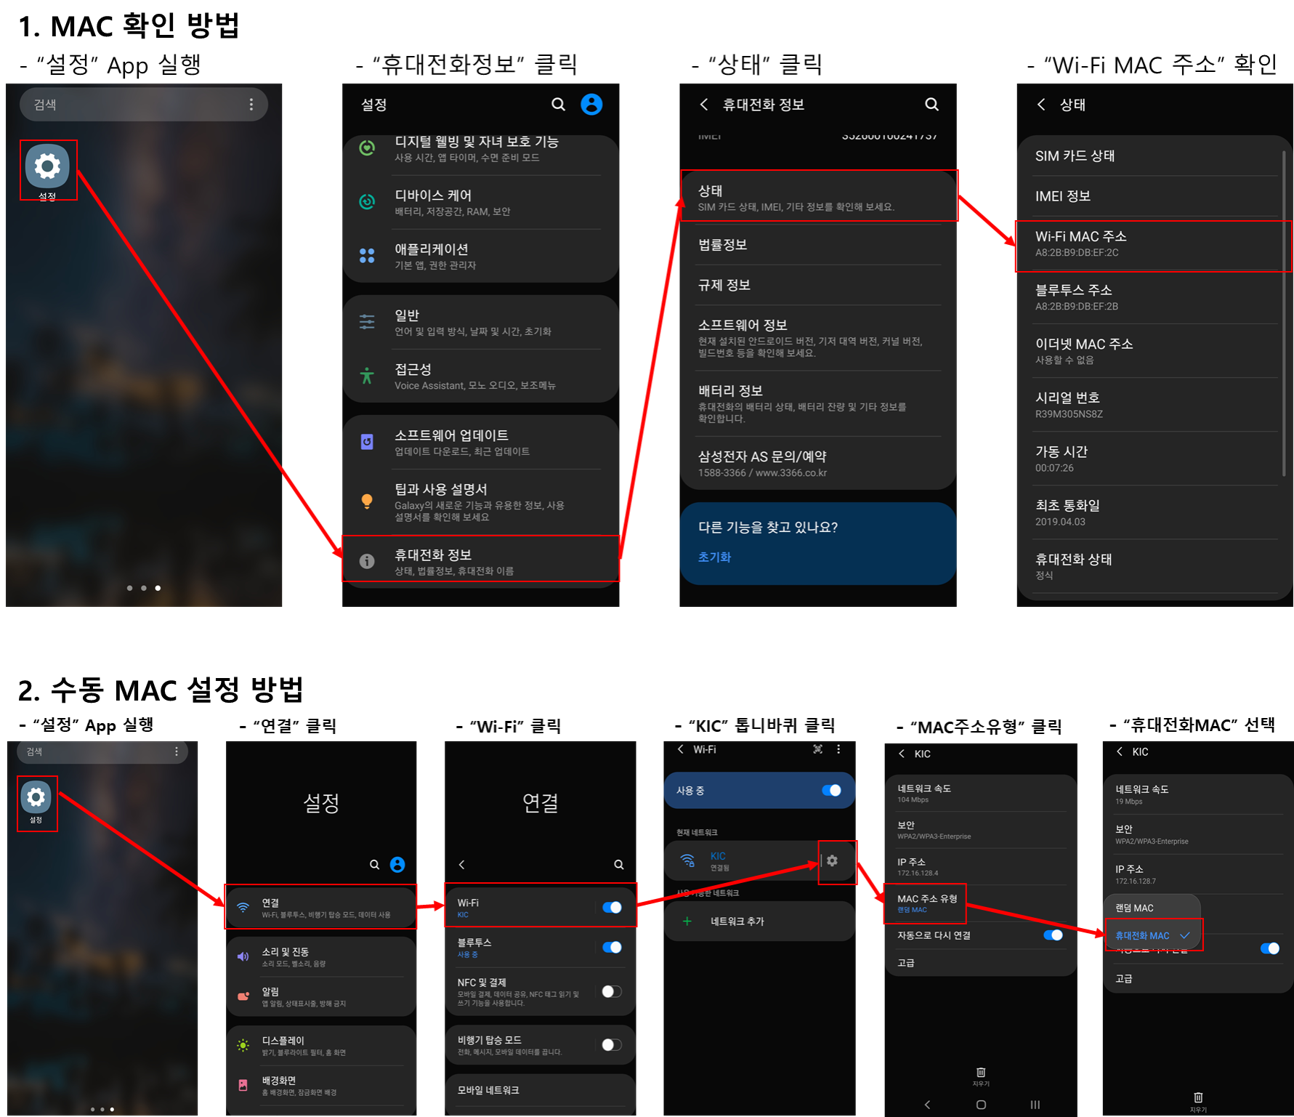 1. MAC 확인 방법
- “설정” App 실행
- “휴대전화정보” 클릭
- “상태” 클릭
- “Wi-Fi MAC 주소” 확인
검색
설정
설정
디지털 웰빙 및 자녀 보호 기능
사용 시간, 앱 타이머, 수면 준비 모드
디바이스 케어
배터리, 저장공간, RAM, 보안
애플리케이션
기본 앱, 권한 관리자
일반
언어 및 입력 방식, 날짜 및 시간, 초기화
접근성
Voice Assistant, 모노 오디오, 보조메뉴
소프트웨어 업데이트
업데이트 다운로드, 최근 업데이트
팁과 사용 설명서
Galaxy의 새로운 기능과 유용한 정보, 사용
설명서를 확인해 보세요
휴대전화 정보
상태, 법률정보, 휴대전화 이름
휴대전화 정보
IMEI 352600100241737
상태
SIM 카드 상태, IMEI, 기타 정보를 확인해 보세요.
법률정보
규제 정보
소프트웨어 정보
현재 설치된 안드로이드 버전, 기저 대역 버전, 커널 버전,
빌드번호 등을 확인해 보세요.
배터리 정보
휴대전화의 배터리 상태, 배터리 잔량 및 기타 정보를
확인합니다.
삼성전자 AS 문의/예약
1588-3366 / www.3366.co.kr
다른 기능을 찾고 있나요?
초기화
상태
SIM 카드 상태
IMEI 정보
Wi-Fi MAC 주소
A8:2B:B9:DB:EF:2C
블루투스 주소
A8:2B:B9:DB:EF:2B
이더넷 MAC 주소
사용할 수 없음
시리얼 번호
R39M305NS8Z
가동 시간
00:07:26
최초 통화일
2019.04.03
휴대전화 상태
정식
2. 수동 MAC 설정 방법
- “설정” App 실행
- “연결” 클릭
- “Wi-Fi” 클릭
- “KIC” 톱니바퀴 클릭
- “MAC주소유형” 클릭
- “휴대전화MAC” 선택
검색
설정
설정
연결
Wi-Fi, 블루투스, 비행기 탑승 모드, 데이터 사용
소리 및 진동
소리 모드, 벨소리, 음량
알림
앱 알림, 상태표시줄, 방해 금지
디스플레이
밝기, 블루라이트 필터, 홈 화면
배경화면
홈 배경화면, 잠금화면 배경
연결
Wi-Fi
KIC
블루투스
사용 중
NFC 및 결제
모바일 결제, 데이터 공유, NFC 태그 읽기 및
쓰기 기능을 사용합니다.
비행기 탑승 모드
전화, 메시지, 모바일 데이터를 끕니다.
모바일 네트워크
Wi-Fi
사용 중
현재 네트워크
KIC
연결됨
사용 가능한 네트워크
네트워크 추가
KIC
네트워크 속도
104 Mbps
보안
WPA2/WPA3-Enterprise
IP 주소
172.16.128.4
MAC 주소 유형
랜덤 MAC
자동으로 다시 연결
고급
지우기
KIC
네트워크 속도
19 Mbps
보안
WPA2/WPA3-Enterprise
IP 주소
172.16.128.7
랜덤 MAC
휴대전화 MAC
고급
지우기